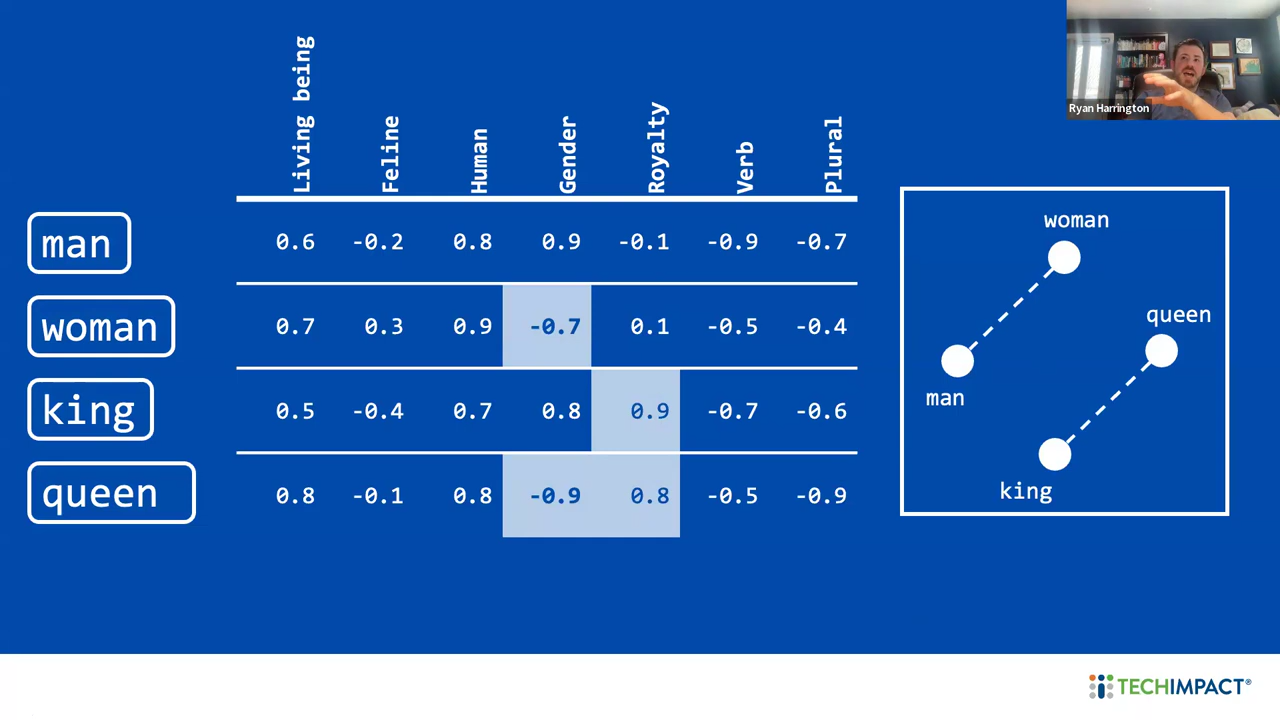 Ryan Harrington
Living being Feline Human Gender Royalty Verb Plural
man 0.6 -0.2 0.8 0.9 -0.1 -0.9 -0.7
woman 0.7 0.3 0.9 -0.7 0.1 -0.5 -0.4
king 0.5 -0.4 0.7 0.8 0.9 -0.7 -0.6
queen 0.8 -0.1 0.8 -0.9 0.8 -0.5 -0.9
woman
queen
man
king
TECHIMPACT®